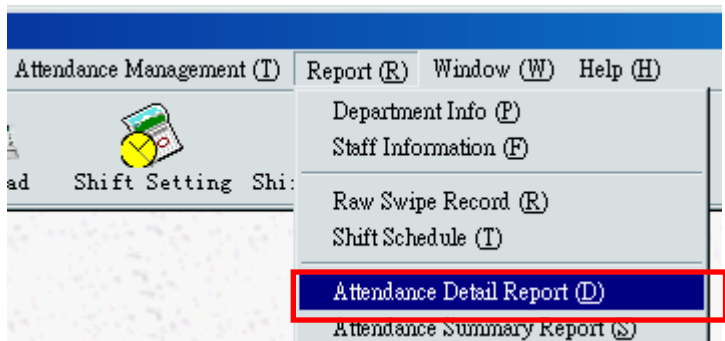 Attendance Management (T) Report (R) Window (W) Help (H)
Department Info (P)
Staff Information (F)
ad Shift Setting Shi
Raw Swipe Record (R)
Shift Schedule (T)
Attendance Detail Report (D)
Attendance Summary Report (S)